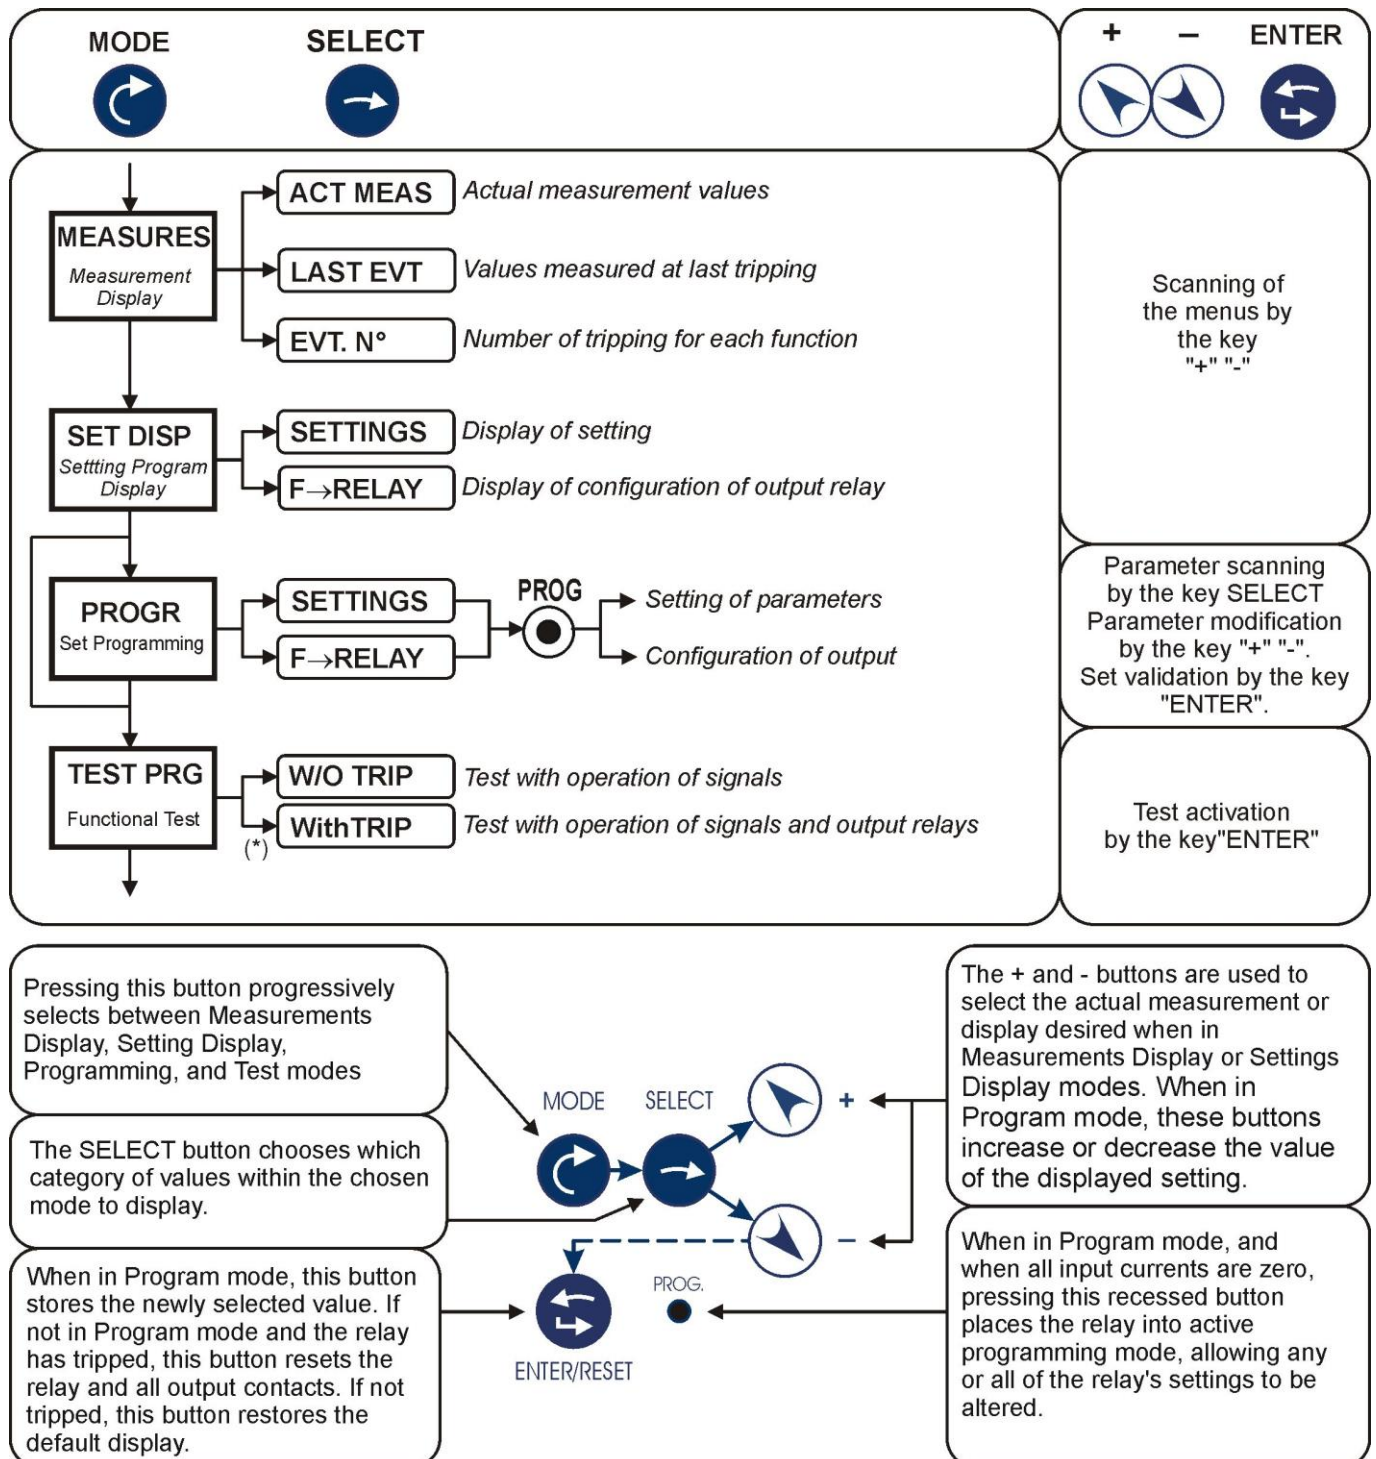 MODE
SELECT
+ – ENTER
MEASURES
Measurement
Display
ACT MEAS
Actual measurement values
LAST EVT
Values measured at last tripping
EVT. N°
Number of tripping for each function
Scanning of
the menus by
the key
"+" "-"
SET DISP
Settting Program
Display
SETTINGS
Display of setting
F→RELAY
Display of configuration of output relay
PROGR
Set Programming
SETTINGS
F→RELAY
PROG
Setting of parameters
Configuration of output
Parameter scanning
by the key SELECT
Parameter modification
by the key "+" "-".
Set validation by the key
"ENTER".
TEST PRG
Functional Test
W/O TRIP
Test with operation of signals
WithTRIP
(*)
Test with operation of signals and output relays
Test activation
by the key"ENTER"
Pressing this button progressively
selects between Measurements
Display, Setting Display,
Programming, and Test modes
The SELECT button chooses which
category of values within the chosen
mode to display.
When in Program mode, this button
stores the newly selected value. If
not in Program mode and the relay
has tripped, this button resets the
relay and all output contacts. If not
tripped, this button restores the
default display.
MODE
SELECT
+
–
PROG.
ENTER/RESET
The + and - buttons are used to
select the actual measurement or
display desired when in
Measurements Display or Settings
Display modes. When in
Program mode, these buttons
increase or decrease the value
of the displayed setting.
When in Program mode, and
when all input currents are zero,
pressing this recessed button
places the relay into active
programming mode, allowing any
or all of the relay's settings to be
altered.